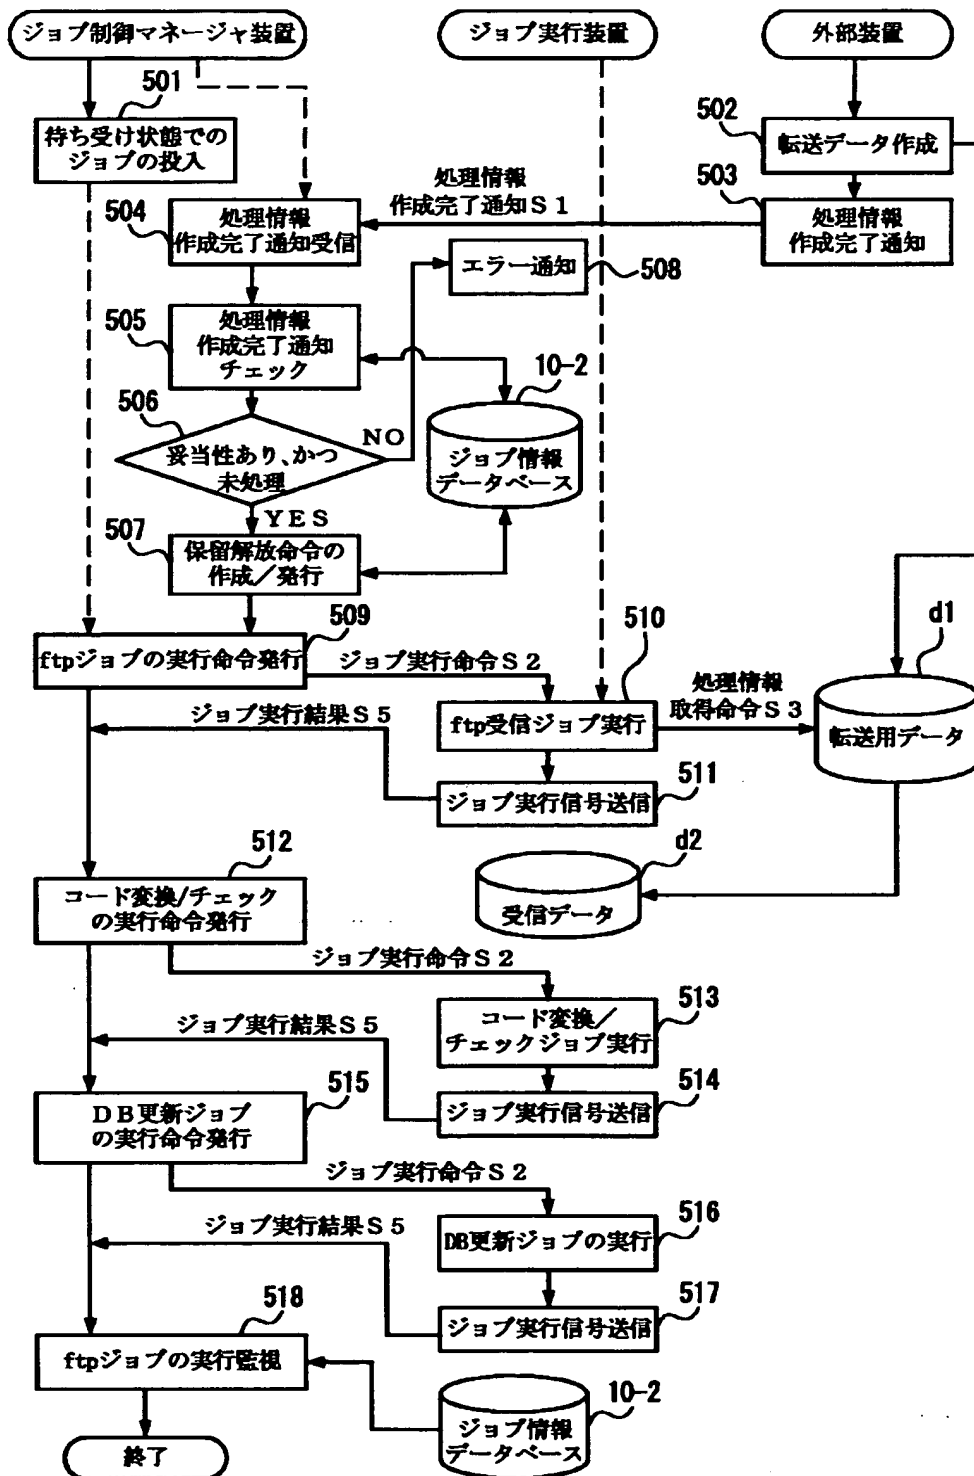 ジョブ制御マネージャ装置
ジョブ実行装置
外部装置
501
待ち受け状態での
ジョブの投入
502
転送データ作成
503
処理情報
作成完了通知
処理情報
作成完了通知Ｓ１
504
処理情報
作成完了通知受信
エラー通知
508
505
処理情報
作成完了通知
チェック
10-2
ジョブ情報
データベース
506
妥当性あり、かつ
未処理
ＮＯ
ＹＥＳ
507
保留解放命令の
作成／発行
509
ftpジョブの実行命令発行
ジョブ実行命令Ｓ２
510
ftp受信ジョブ実行
処理情報
取得命令Ｓ３
d1
転送用データ
ジョブ実行結果Ｓ５
511
ジョブ実行信号送信
d2
受信データ
512
コード変換/チェック
の実行命令発行
ジョブ実行命令Ｓ２
513
コード変換／
チェックジョブ実行
ジョブ実行結果Ｓ５
514
ジョブ実行信号送信
515
ＤＢ更新ジョブ
の実行命令発行
ジョブ実行命令Ｓ２
516
DB更新ジョブの実行
ジョブ実行結果Ｓ５
517
ジョブ実行信号送信
518
ftpジョブの実行監視
10-2
ジョブ情報
データベース
終了